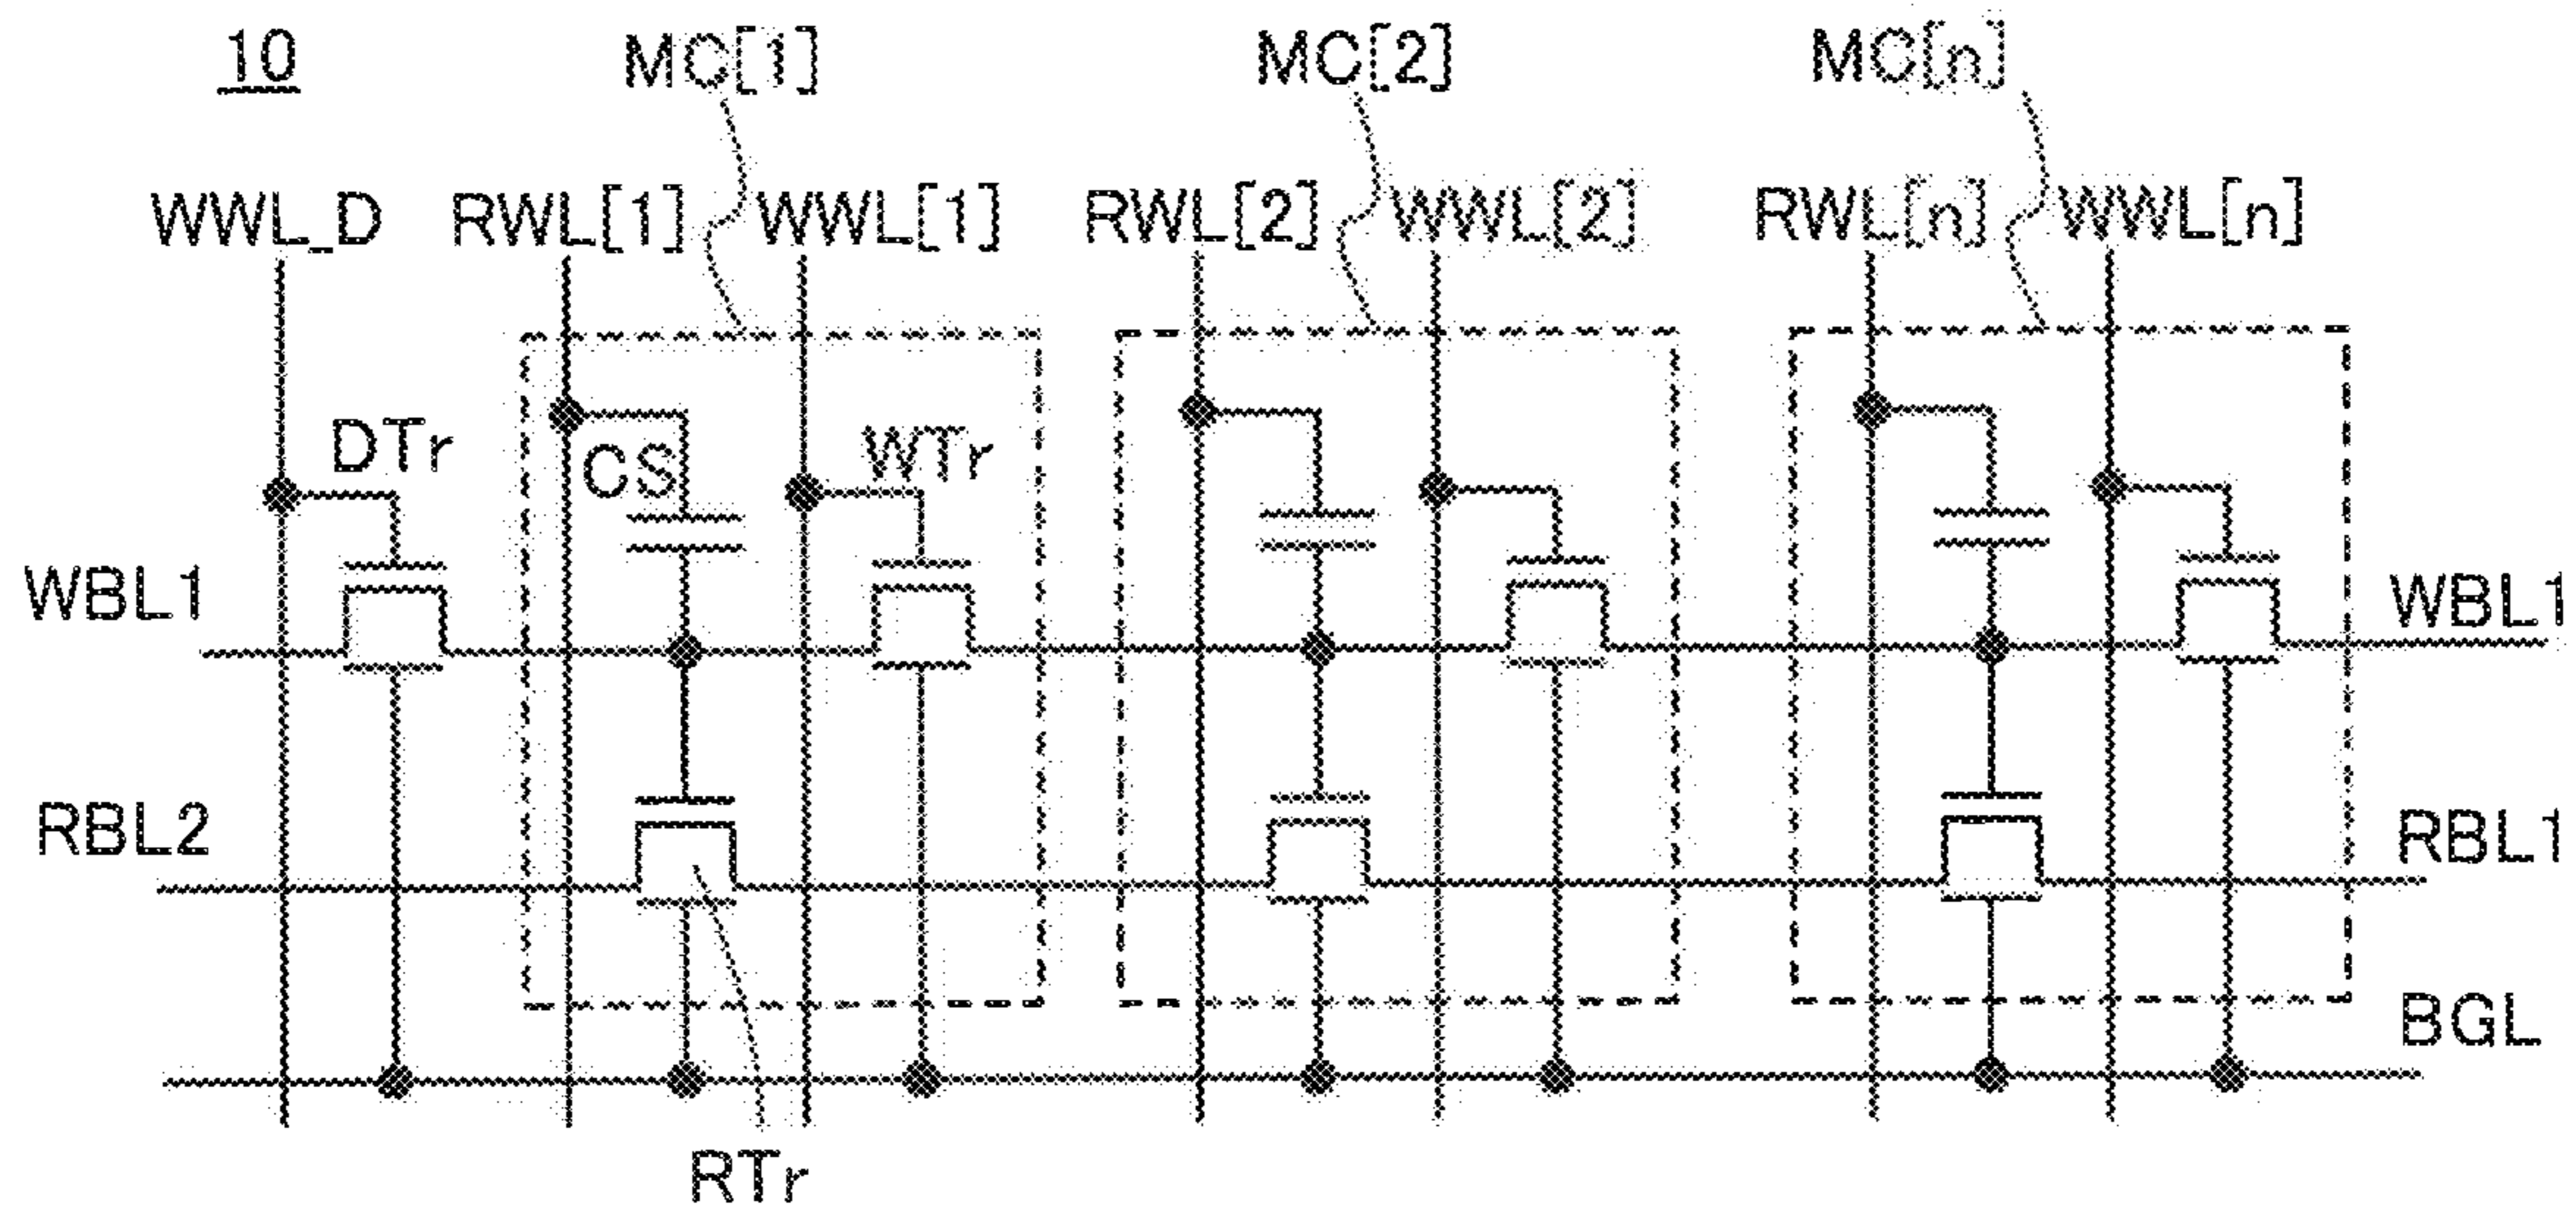 10 MC[1] MC[2] MC[n]
WWL_D RWL[1] WWL[1] RWL[2] WWL[2] RWL[n] WWL[n]
DTr CS WTr
WBL1 WBL1
RBL2 RBL1
BGL
RTr